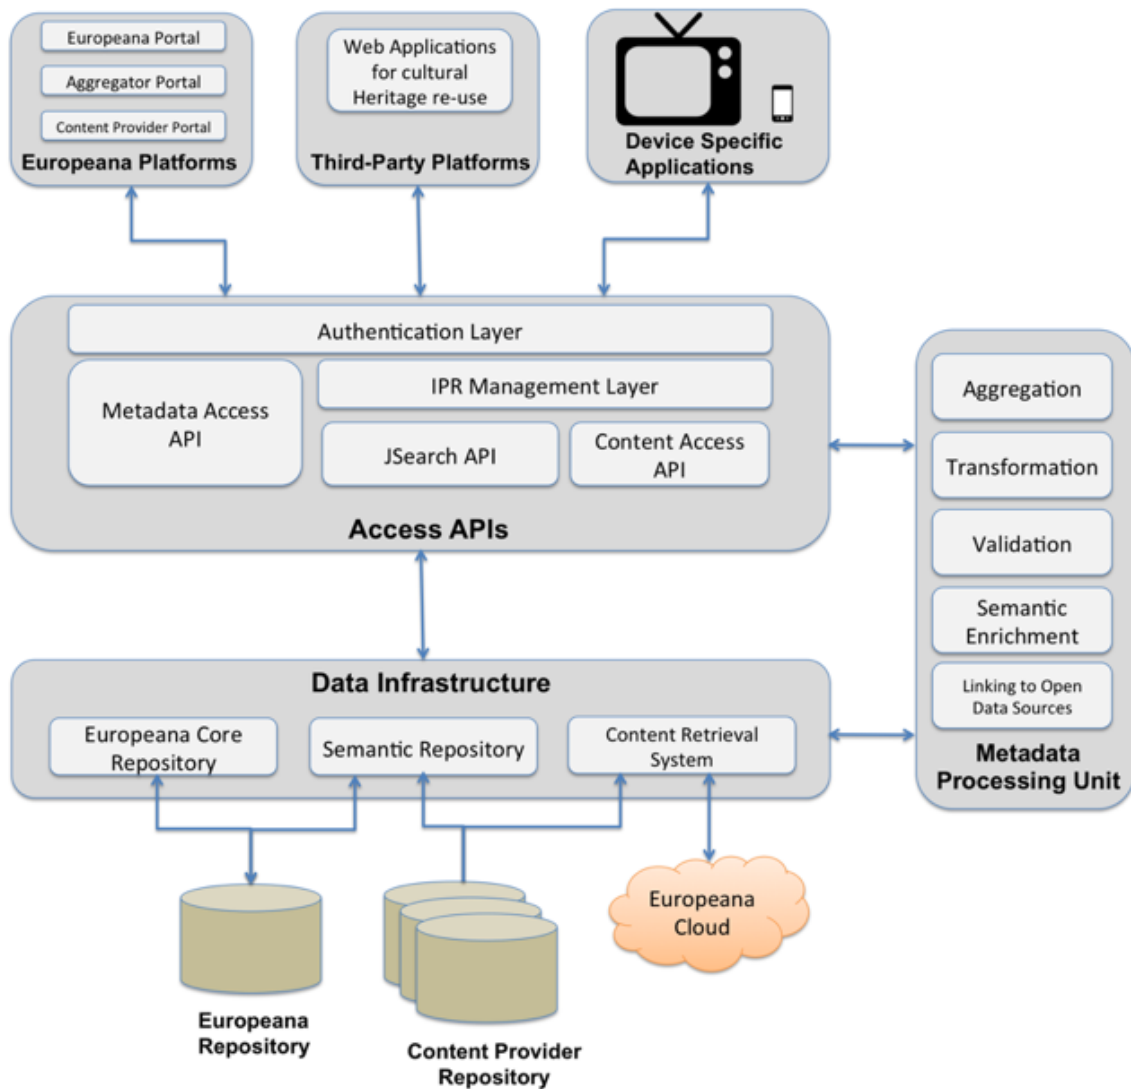 Europeana Portal
Aggregator Portal
Content Provider Portal
Europeana Platforms
Web Applications
for cultural
Heritage re-use
Third-Party Platforms
Device Specific
Applications
Authentication Layer
Metadata Access
API
IPR Management Layer
JSearch API
Content Access
API
Access APIs
Aggregation
Transformation
Validation
Semantic
Enrichment
Linking to Open
Data Sources
Metadata
Processing Unit
Data Infrastructure
Europeana Core
Repository
Semantic Repository
Content Retrieval
System
Europeana
Cloud
Europeana
Repository
Content Provider
Repository